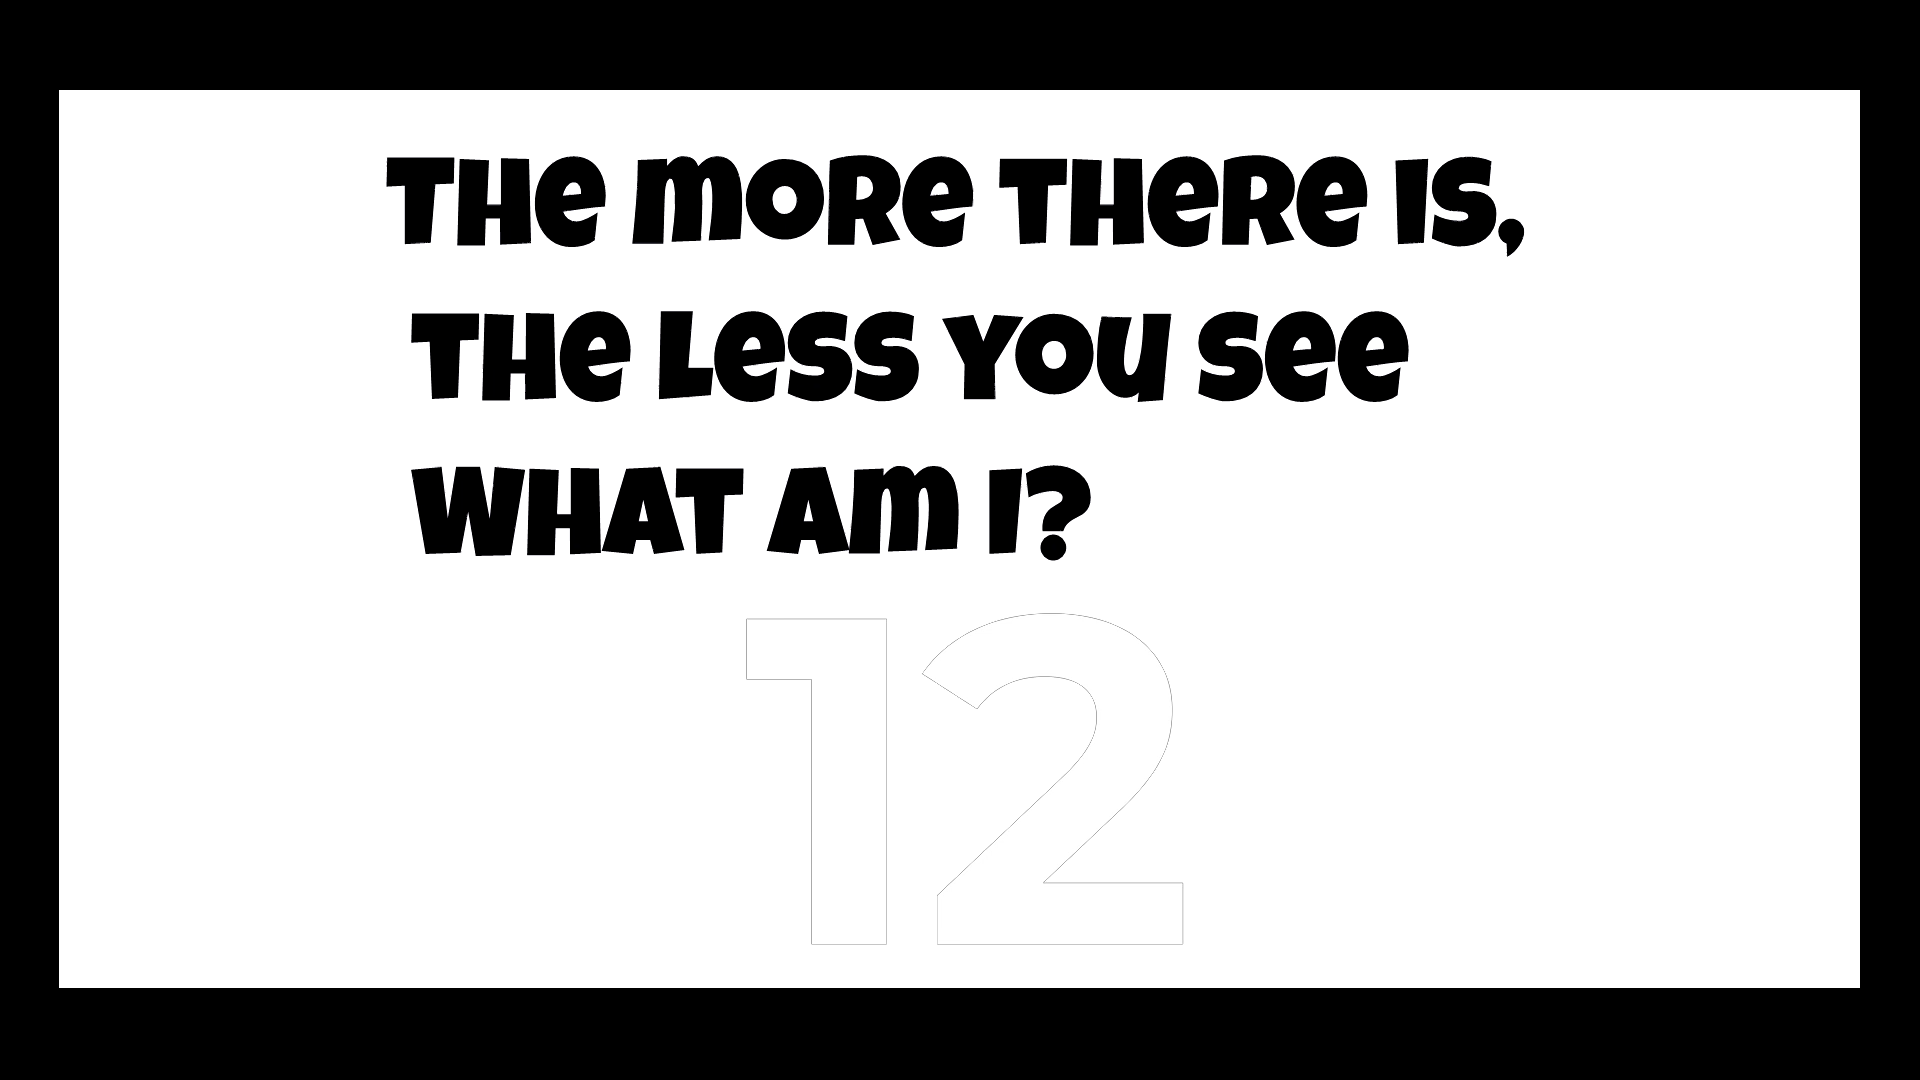 THE MORE THERE IS,
THE LESS YOU SEE
WHAT AM I?
12